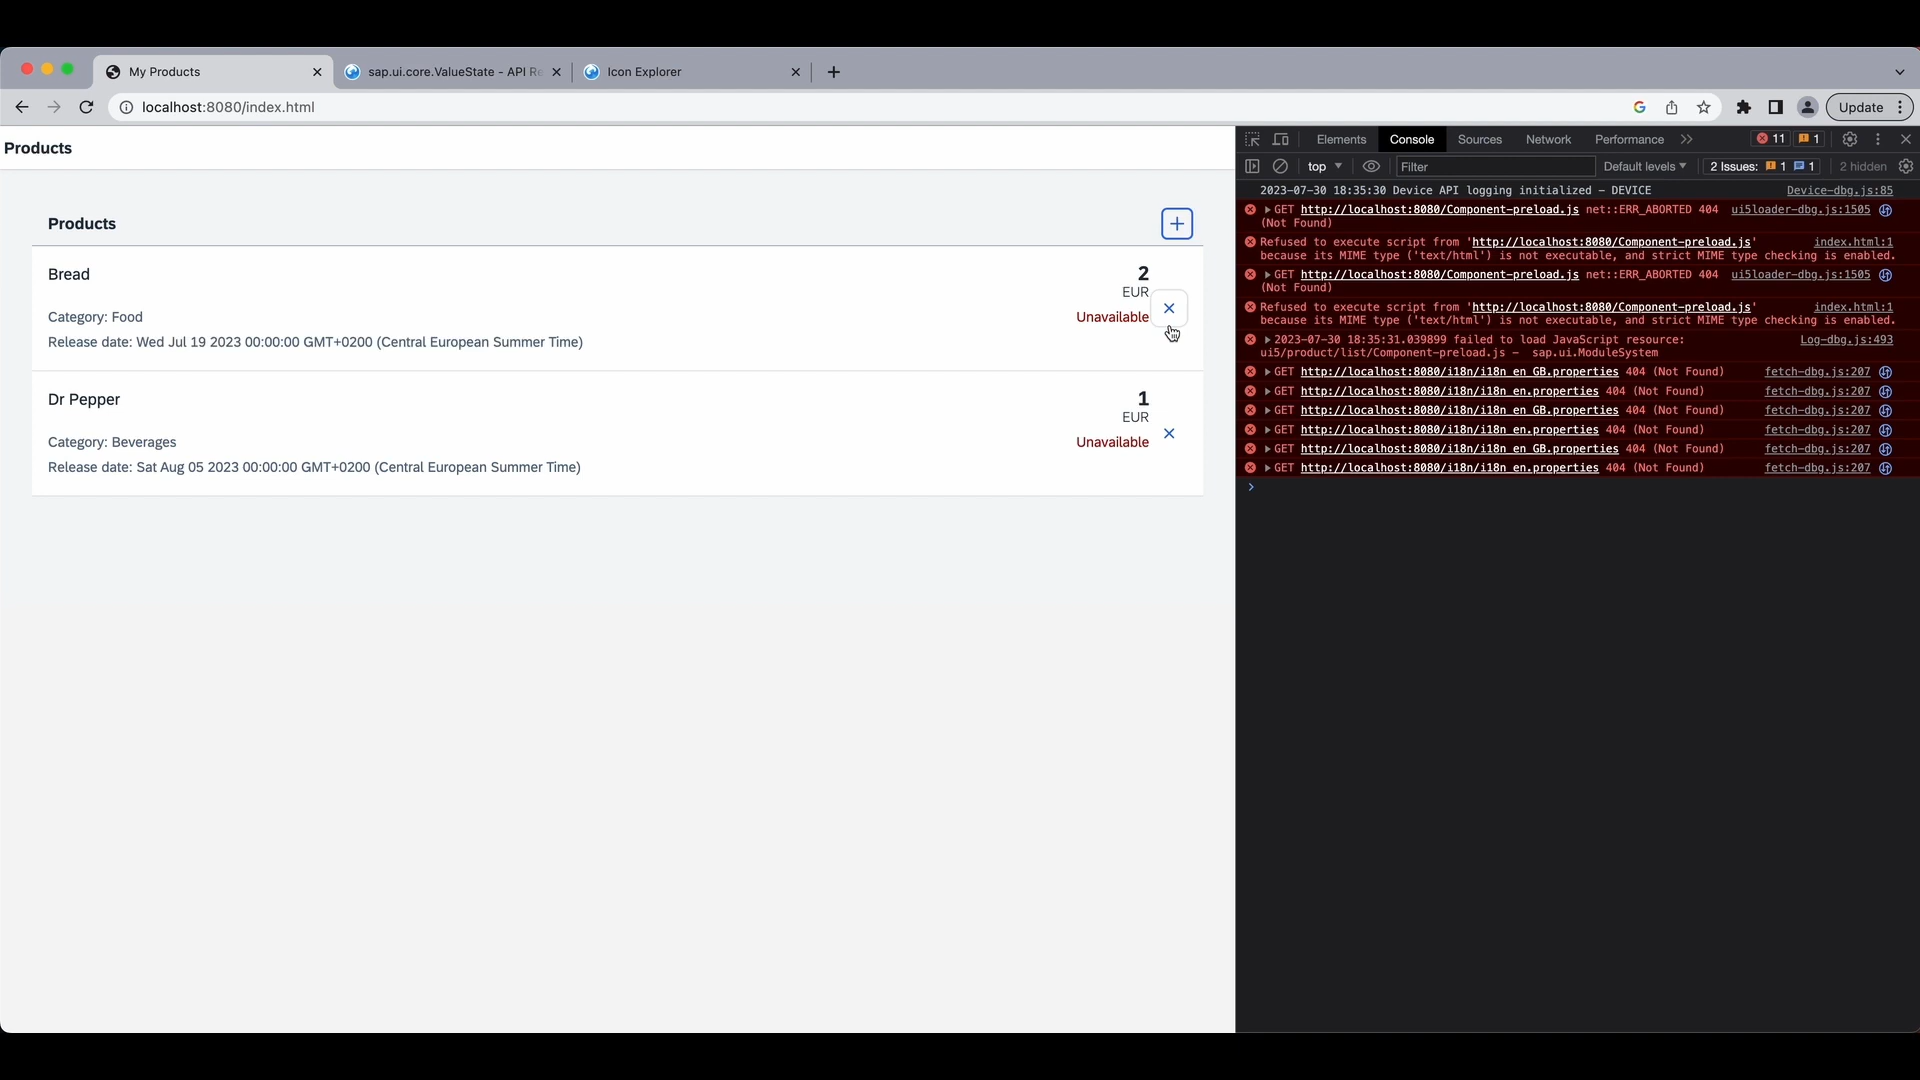 My Products
sap.ui.core.ValueState - API Re
Icon Explorer
localhost:8080/index.html
Update
Products
Products
Bread
2
EUR
Category: Food
Unavailable
Release date: Wed Jul 19 2023 00:00:00 GMT+0200 (Central European Summer Time)
Dr Pepper
1
EUR
Category: Beverages
Unavailable
Release date: Sat Aug 05 2023 00:00:00 GMT+0200 (Central European Summer Time)
Elements Console Sources Network Performance 11 1
top Filter Default levels 2 Issues: 1 1 2 hidden
2023-07-30 18:35:30 Device API logging initialized – DEVICE Device-dbg.js:85
GET http://localhost:8080/Component-preload.js net::ERR_ABORTED 404 ui5loader-dbg.js:1505
(Not Found)
Refused to execute script from 'http://localhost:8080/Component-preload.js' index.html:1
because its MIME type ('text/html') is not executable, and strict MIME type checking is enabled.
GET http://localhost:8080/Component-preload.js net::ERR_ABORTED 404 ui5loader-dbg.js:1505
(Not Found)
Refused to execute script from 'http://localhost:8080/Component-preload.js' index.html:1
because its MIME type ('text/html') is not executable, and strict MIME type checking is enabled.
2023-07-30 18:35:31.039899 failed to load JavaScript resource: Log-dbg.js:493
ui5/product/list/Component-preload.js – sap.ui.ModuleSystem
GET http://localhost:8080/i18n/i18n_en_GB.properties 404 (Not Found) fetch-dbg.js:207
GET http://localhost:8080/i18n/i18n_en.properties 404 (Not Found) fetch-dbg.js:207
GET http://localhost:8080/i18n/i18n_en_GB.properties 404 (Not Found) fetch-dbg.js:207
GET http://localhost:8080/i18n/i18n_en.properties 404 (Not Found) fetch-dbg.js:207
GET http://localhost:8080/i18n/i18n_en_GB.properties 404 (Not Found) fetch-dbg.js:207
GET http://localhost:8080/i18n/i18n_en.properties 404 (Not Found) fetch-dbg.js:207